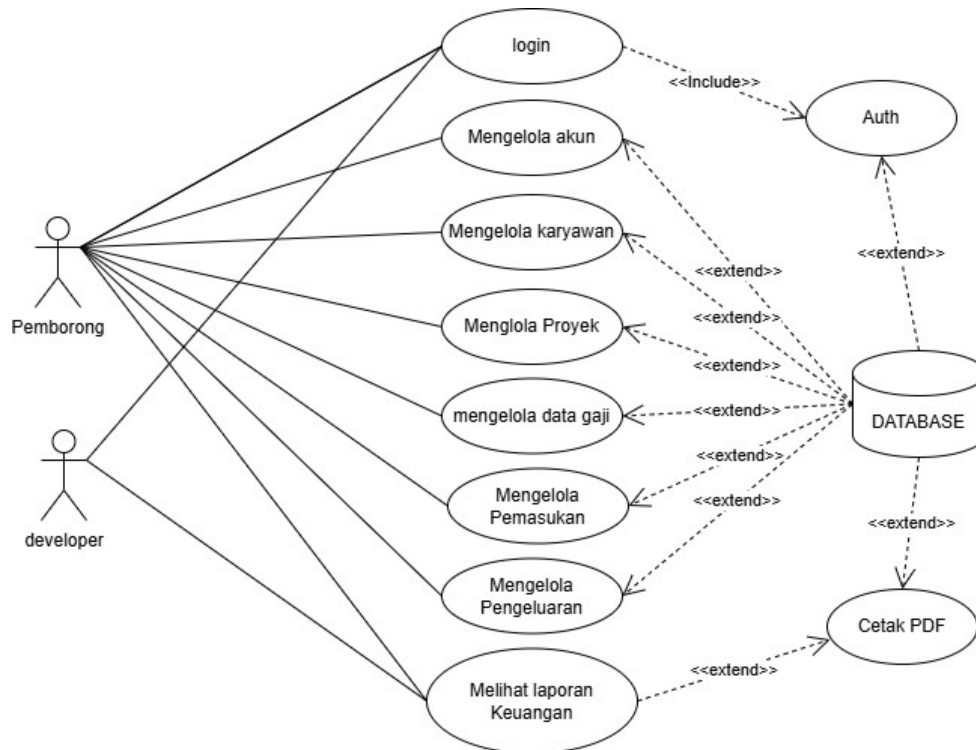 login
<<Include>>
Auth
Mengelola akun
Mengelola karyawan
<<extend>>
<<extend>>
<<extend>>
Pemborong
Menglola Proyek
<<extend>>
mengelola data gaji
<<extend>>
DATABASE
developer
<<extend>>
Mengelola
Pemasukan
<<extend>>
<<extend>>
Mengelola
Pengeluaran
Cetak PDF
Melihat laporan
Keuangan
<<extend>>